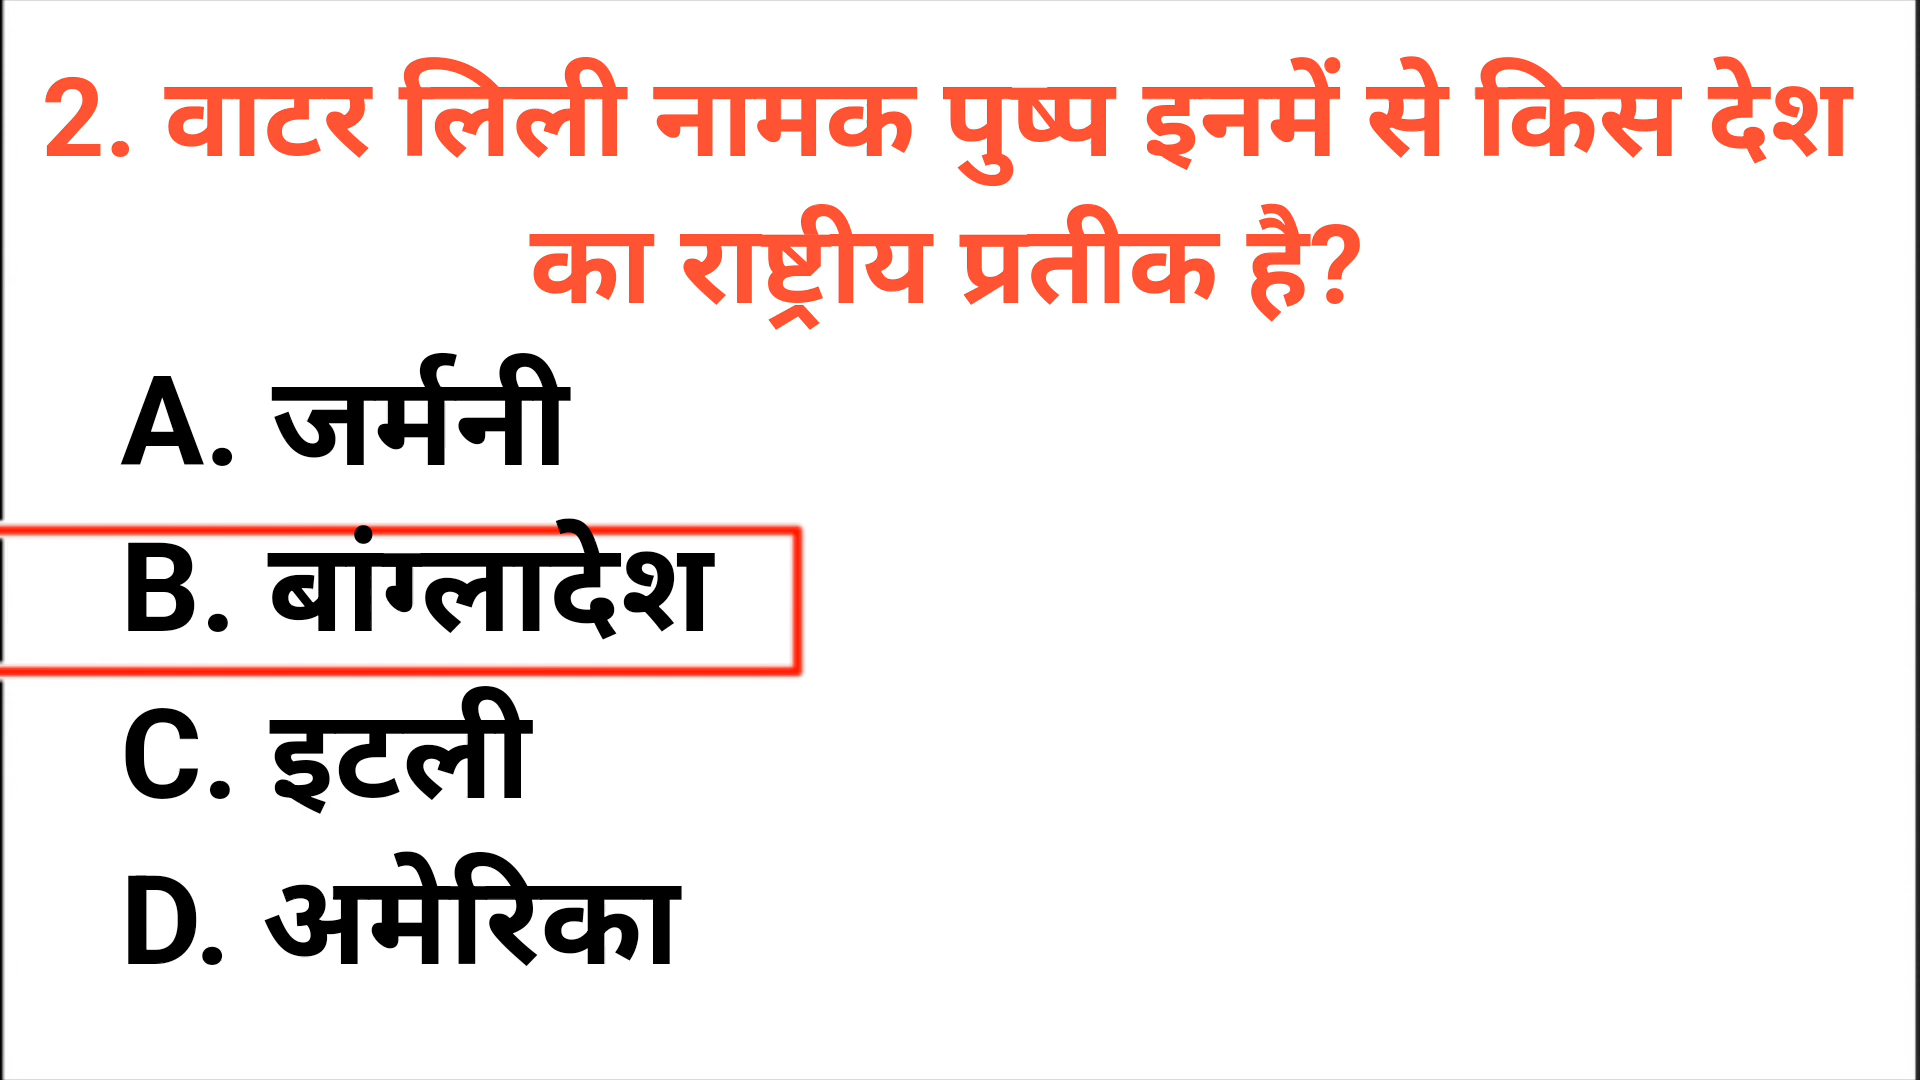 2. वाटर लिली नामक पुष्प इनमें से किस देश
का राष्ट्रीय प्रतीक है?
A. जर्मनी
B. बांग्लादेश
C. इटली
D. अमेरिका